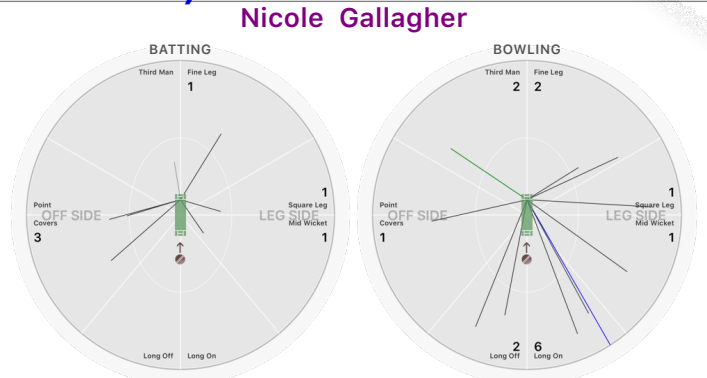 Nicole Gallagher
BATTING
Third Man
Fine Leg
1
1
Point
Square Leg
OFF SIDE
LEG SIDE
Covers
Mid Wicket
3
1
Long Off
Long On
BOWLING
Third Man
Fine Leg
2
2
Point
Square Leg
OFF SIDE
LEG SIDE
Covers
Mid Wicket
1
1
1
2
6
Long Off
Long On